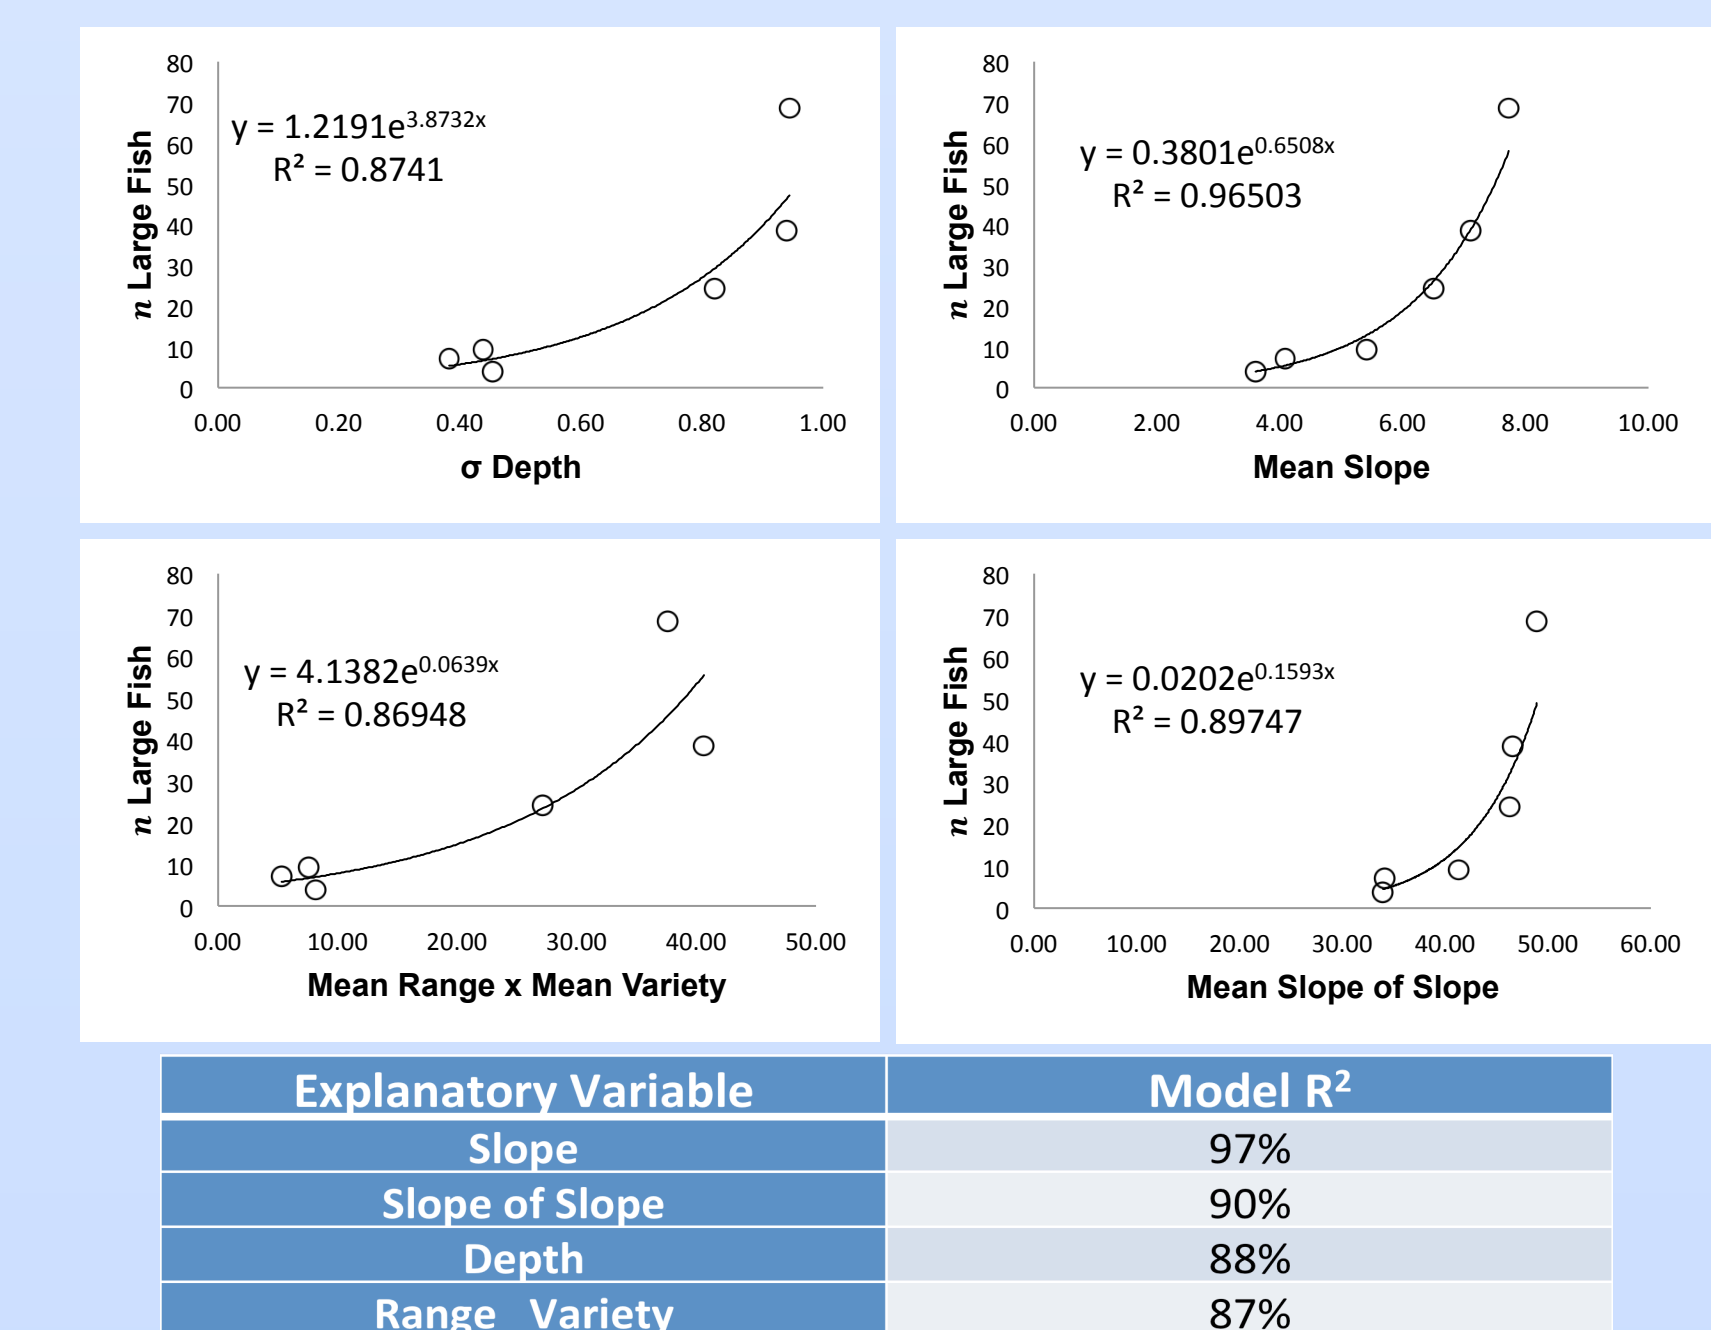 80
70
60
50
40
30
20
10
0
n Large Fish
y = 1.2191e^3.8732x
R² = 0.8741
0.00 0.20 0.40 0.60 0.80 1.00
σ Depth
80
70
60
50
40
30
20
10
0
n Large Fish
y = 0.3801e^0.6508x
R² = 0.96503
0.00 2.00 4.00 6.00 8.00 10.00
Mean Slope
80
70
60
50
40
30
20
10
0
n Large Fish
y = 4.1382e^0.0639x
R² = 0.86948
0.00 10.00 20.00 30.00 40.00 50.00
Mean Range x Mean Variety
80
70
60
50
40
30
20
10
0
n Large Fish
y = 0.0202e^0.1593x
R² = 0.89747
0.00 10.00 20.00 30.00 40.00 50.00 60.00
Mean Slope of Slope
Explanatory Variable Model R²
Slope 97%
Slope of Slope 90%
Depth 88%
Range Variety 87%